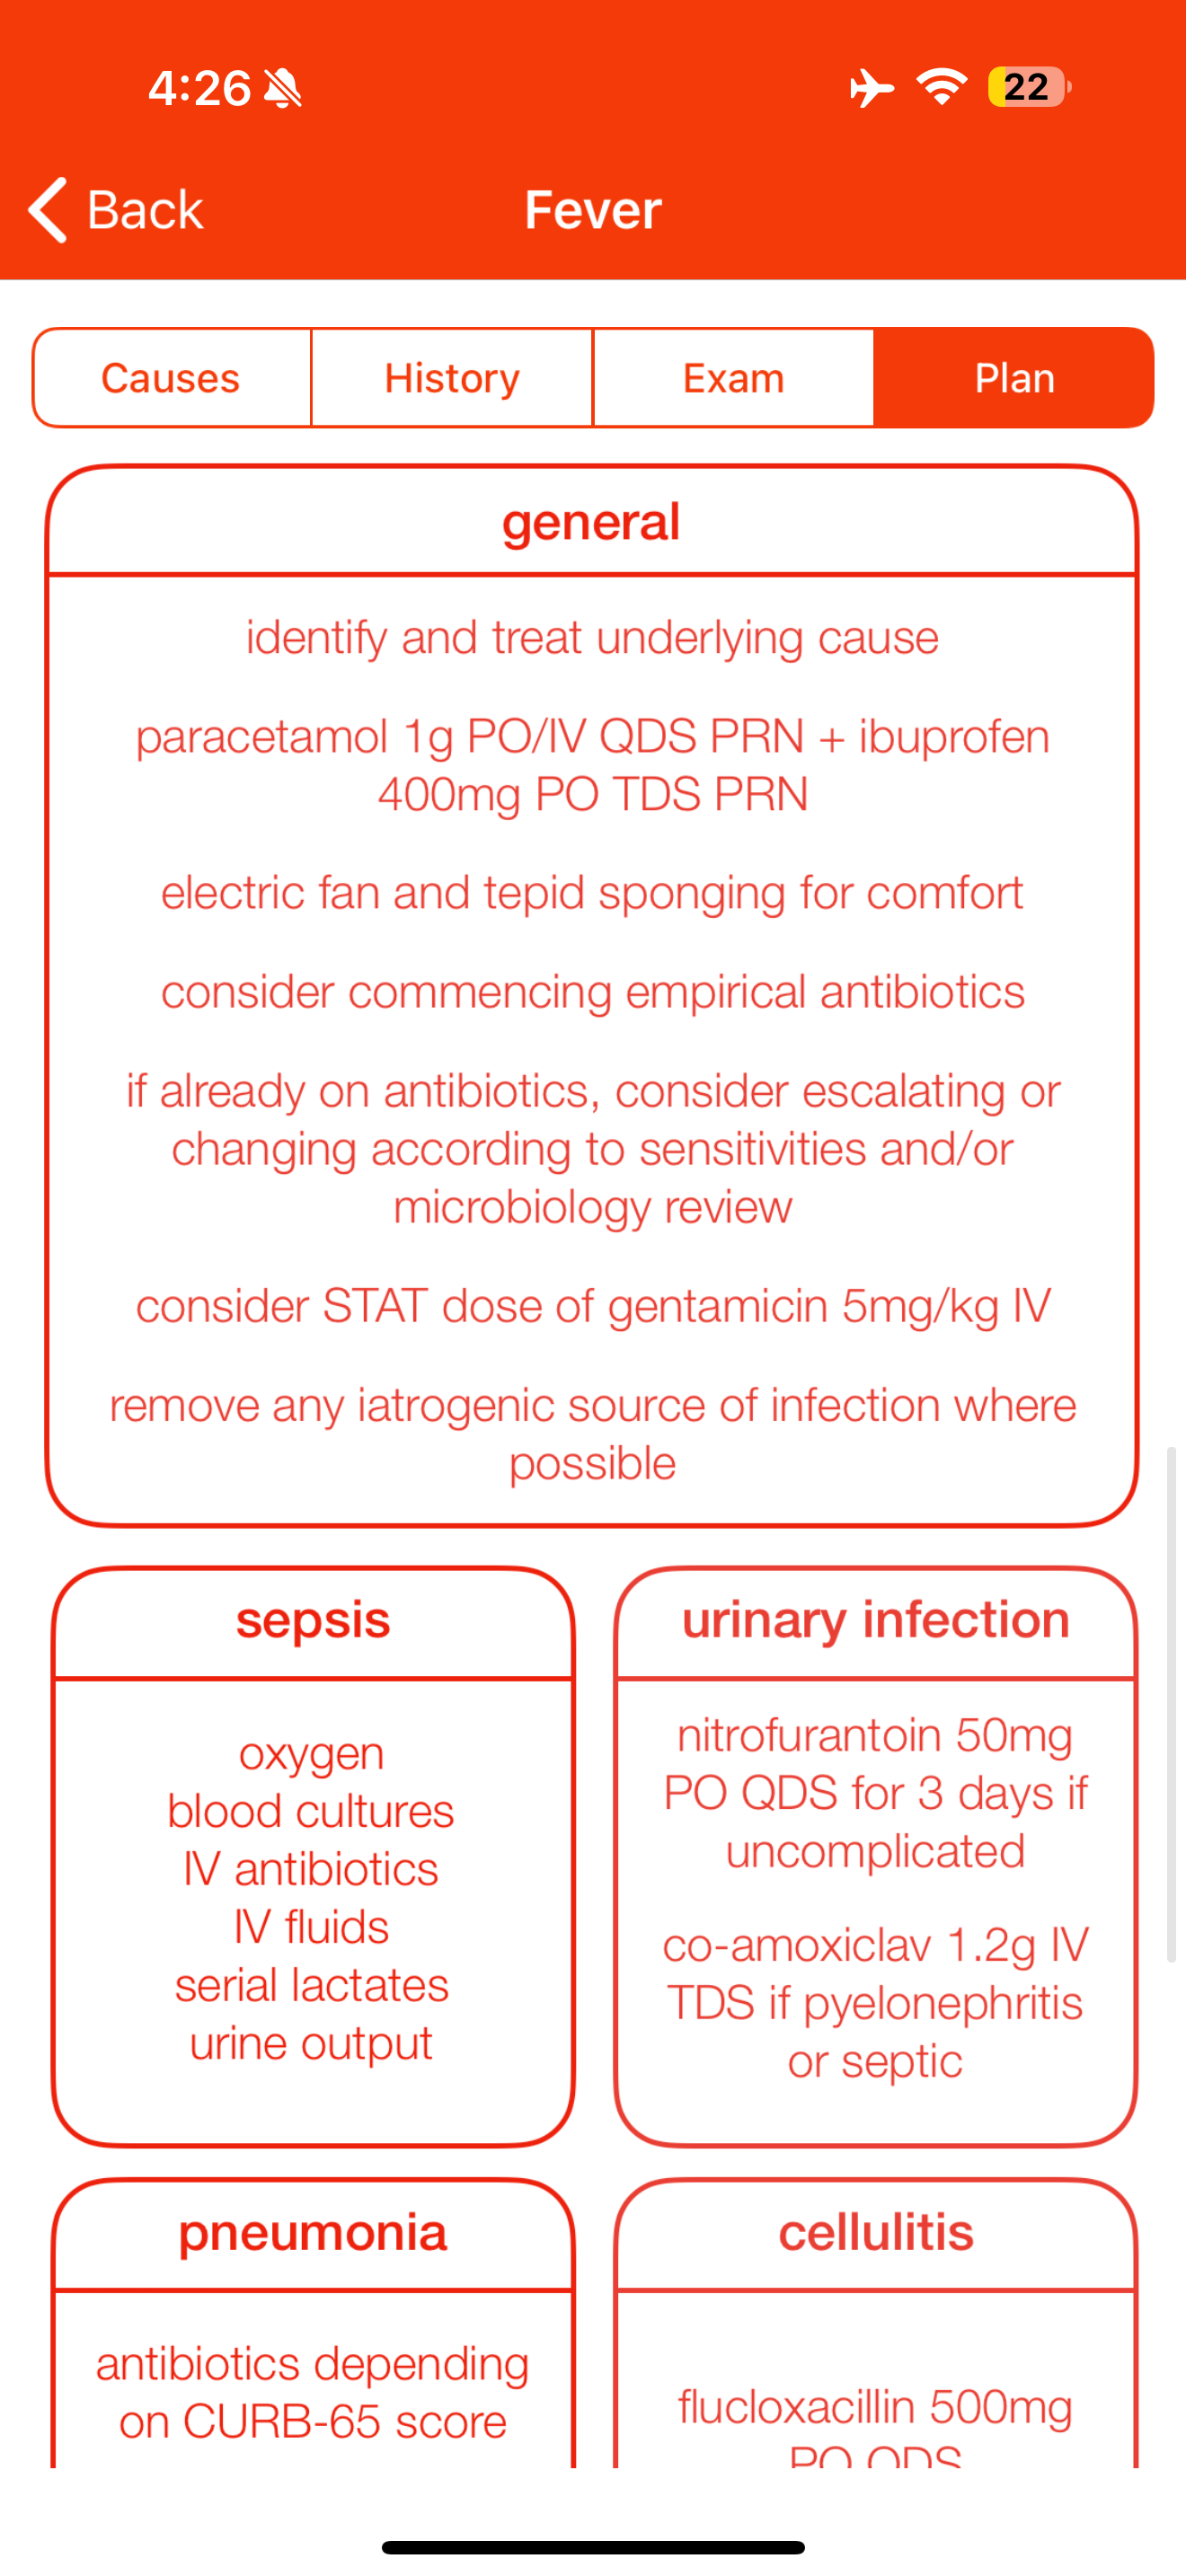 4:26
22
Back
Fever
Causes
History
Exam
Plan
general
identify and treat underlying cause
paracetamol 1g PO/IV QDS PRN + ibuprofen
400mg PO TDS PRN
electric fan and tepid sponging for comfort
consider commencing empirical antibiotics
if already on antibiotics, consider escalating or
changing according to sensitivities and/or
microbiology review
consider STAT dose of gentamicin 5mg/kg IV
remove any iatrogenic source of infection where
possible
sepsis
oxygen
blood cultures
IV antibiotics
IV fluids
serial lactates
urine output
urinary infection
nitrofurantoin 50mg
PO QDS for 3 days if
uncomplicated
co-amoxiclav 1.2g IV
TDS if pyelonephritis
or septic
pneumonia
antibiotics depending
on CURB-65 score
cellulitis
flucloxacillin 500mg
PO QDS